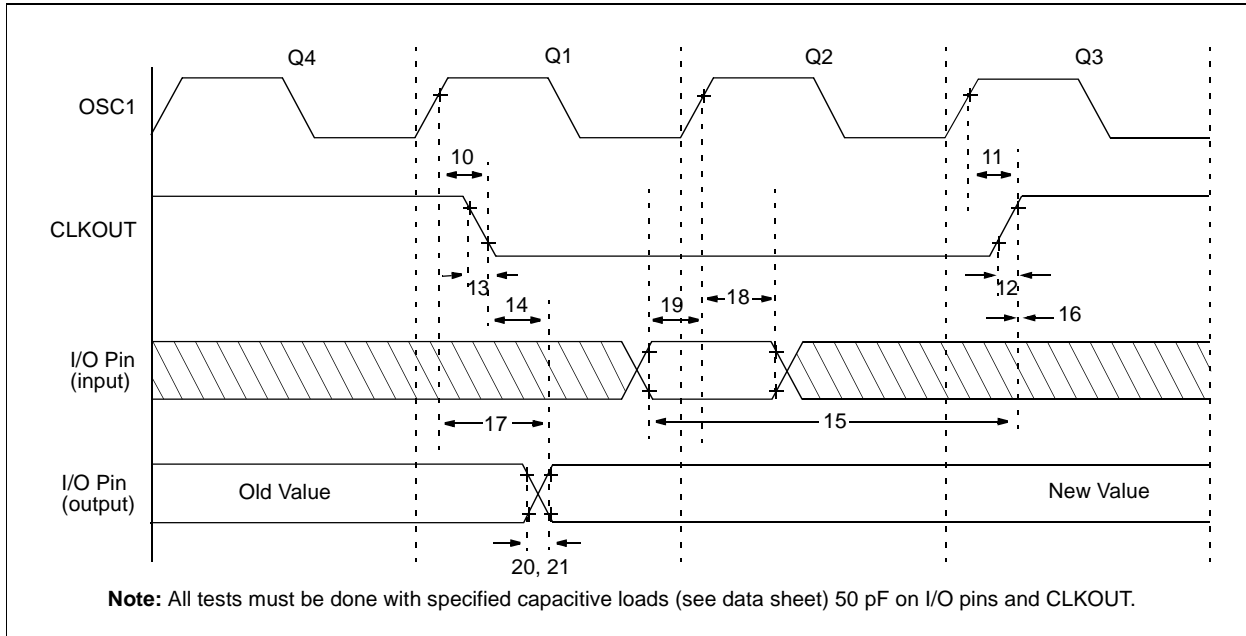 Q4 Q1 Q2 Q3
OSC1
10 11
CLKOUT
13 14 19 18 12
16
I/O Pin
(input)
17 15
I/O Pin
(output)
Old Value New Value
20, 21
Note: All tests must be done with specified capacitive loads (see data sheet) 50 pF on I/O pins and CLKOUT.